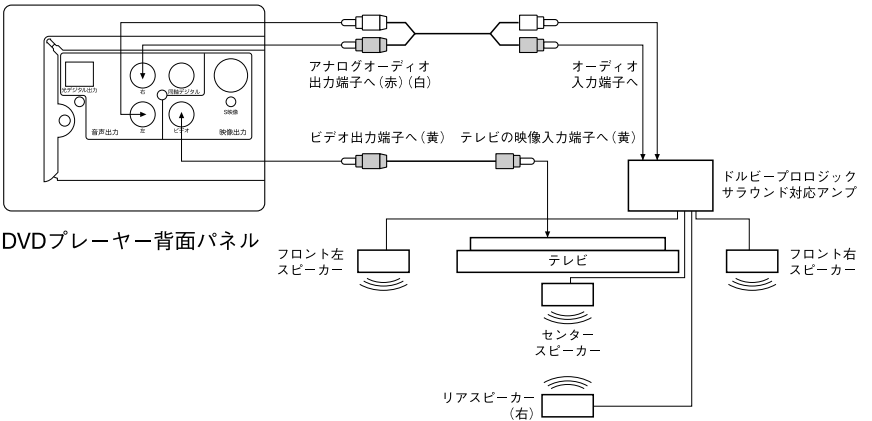 アナログオーディオ
出力端子へ（赤）（白）
オーディオ
入力端子へ
光デジタル出力
右
同軸デジタル
S映像
音声出力
左
ビデオ
映像出力
ビデオ出力端子へ（黄）
テレビの映像入力端子へ（黄）
ドルビープロロジック
サラウンド対応アンプ
DVDプレーヤー背面パネル
フロント左
スピーカー
テレビ
フロント右
スピーカー
センター
スピーカー
リアスピーカー
（右）